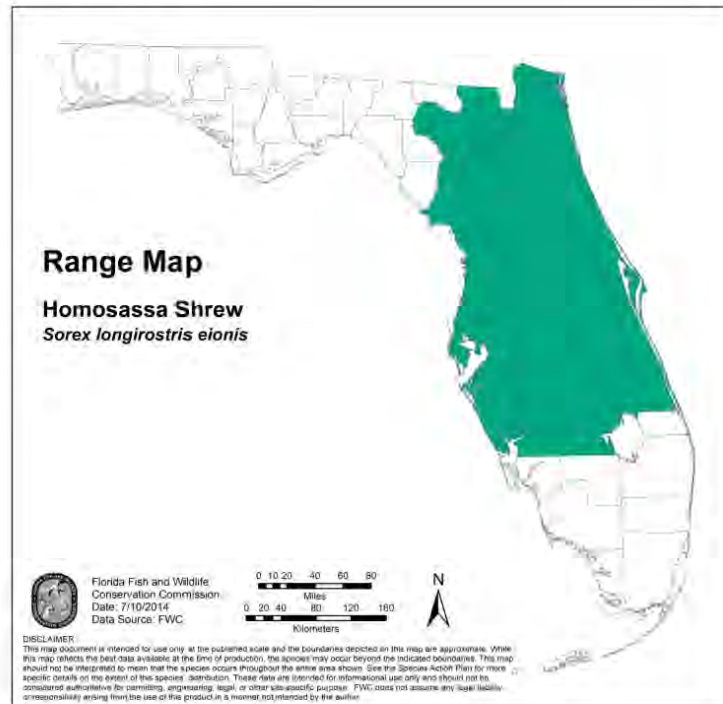 Range Map
Homosassa Shrew
Sorex longirostris eionis
Florida Fish and Wildlife
Conservation Commission
Date: 7/10/2014
Data Source: FWC
0 10 20 40 60 80
Miles
0 20 40 80 120 160
Kilometers
N
DISCLAIMER
This map document is intended for use only at the published scale and the boundaries depicted on this map are approximate. While
this map reflects the best data available at the time of production, the species may occur beyond the indicated boundaries. This map
should not be interpreted to mean that the species occurs throughout the entire area shown. See the Species Action Plan for more
specific details on the extent of this species' distribution. These data are intended for informational use only and should not be
considered authoritative for permitting, engineering, legal, or other site-specific purpose. FWC does not assume any legal liability
or responsibility arising from the use of this product in a manner not intended by the author.